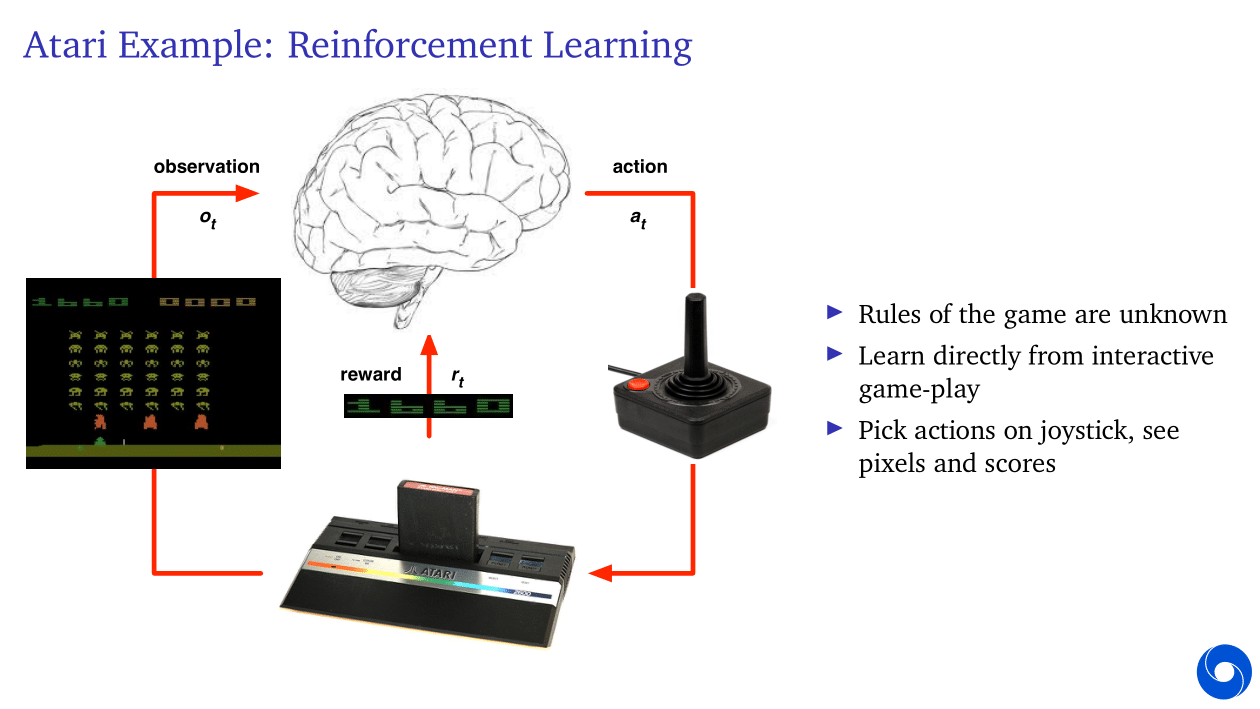 Atari Example: Reinforcement Learning
observation
action
o_t
a_t
1660 0000
reward
r_t
1660
ATARI
2600
► Rules of the game are unknown
► Learn directly from interactive
game-play
► Pick actions on joystick, see
pixels and scores